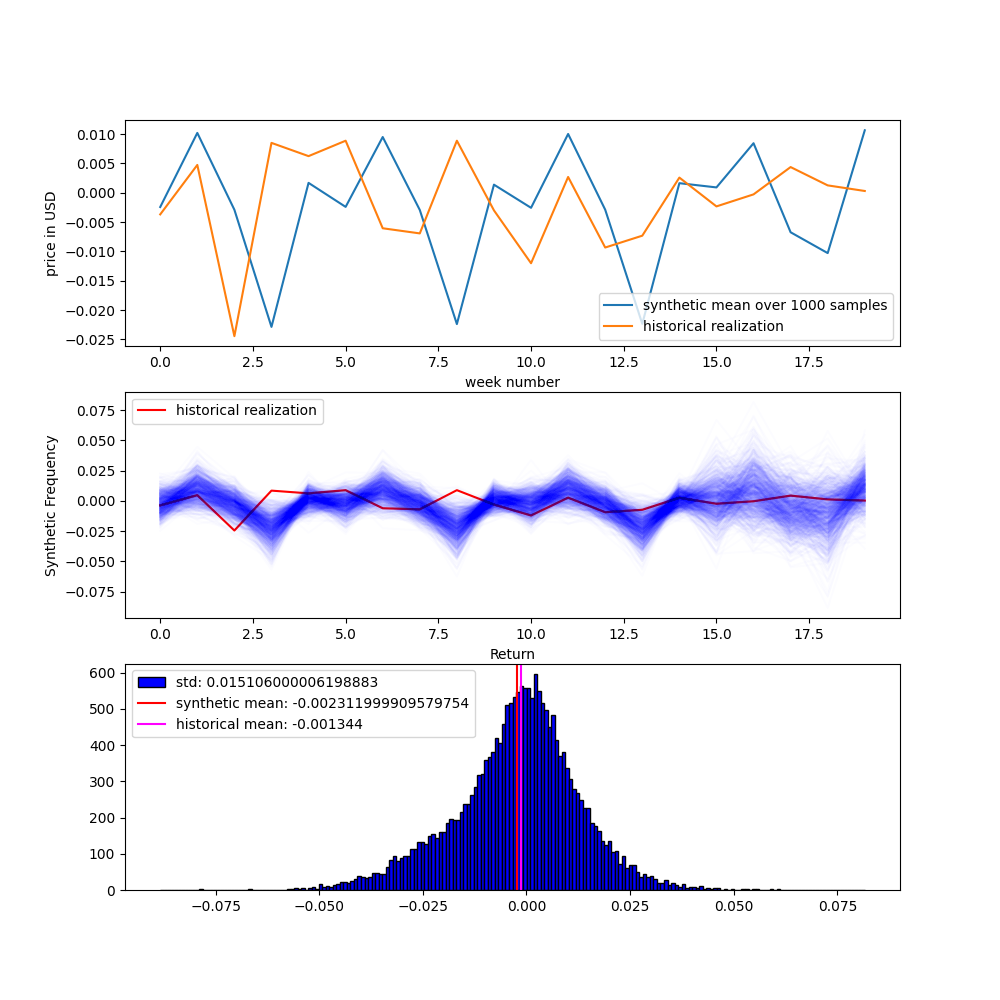 0.010
0.005
0.000
−0.005
−0.010
−0.015
−0.020
−0.025
price in USD
synthetic mean over 1000 samples
historical realization
0.0 2.5 5.0 7.5 10.0 12.5 15.0 17.5
week number
0.075
0.050
0.025
0.000
−0.025
−0.050
−0.075
Synthetic Frequency
historical realization
0.0 2.5 5.0 7.5 10.0 12.5 15.0 17.5
Return
600
500
400
300
200
100
0
std: 0.015106000006198883
synthetic mean: -0.002311999909579754
historical mean: -0.001344
−0.075 −0.050 −0.025 0.000 0.025 0.050 0.075